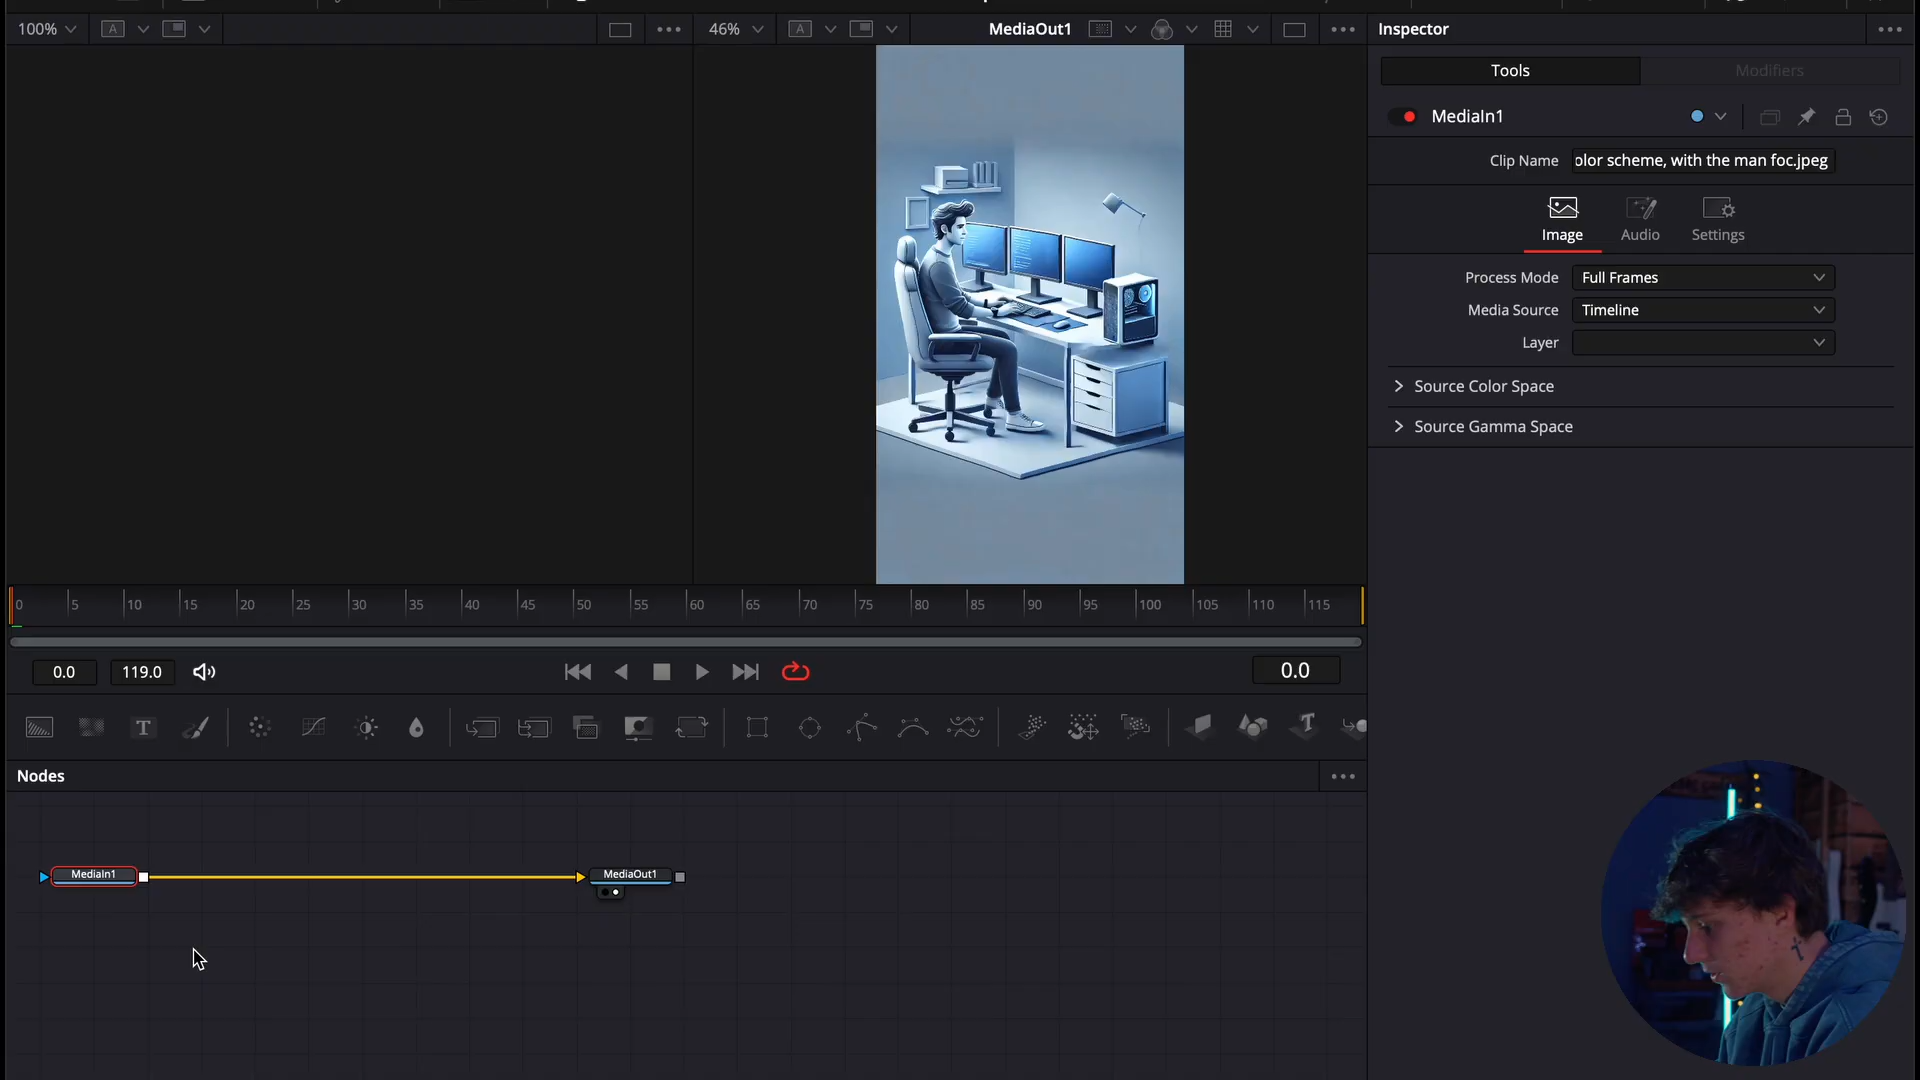 100%
A
46%
A
MediaOut1
Inspector
Tools
Modifiers
MediaIn1
Clip Name
olor scheme, with the man foc.jpeg
Image
Audio
Settings
Process Mode
Full Frames
Media Source
Timeline
Layer
Source Color Space
Source Gamma Space
0 5 10 15 20 25 30 35 40 45 50 55 60 65 70 75 80 85 90 95 100 105 110 115
0.0
119.0
0.0
T
T
Nodes
MediaIn1
MediaOut1